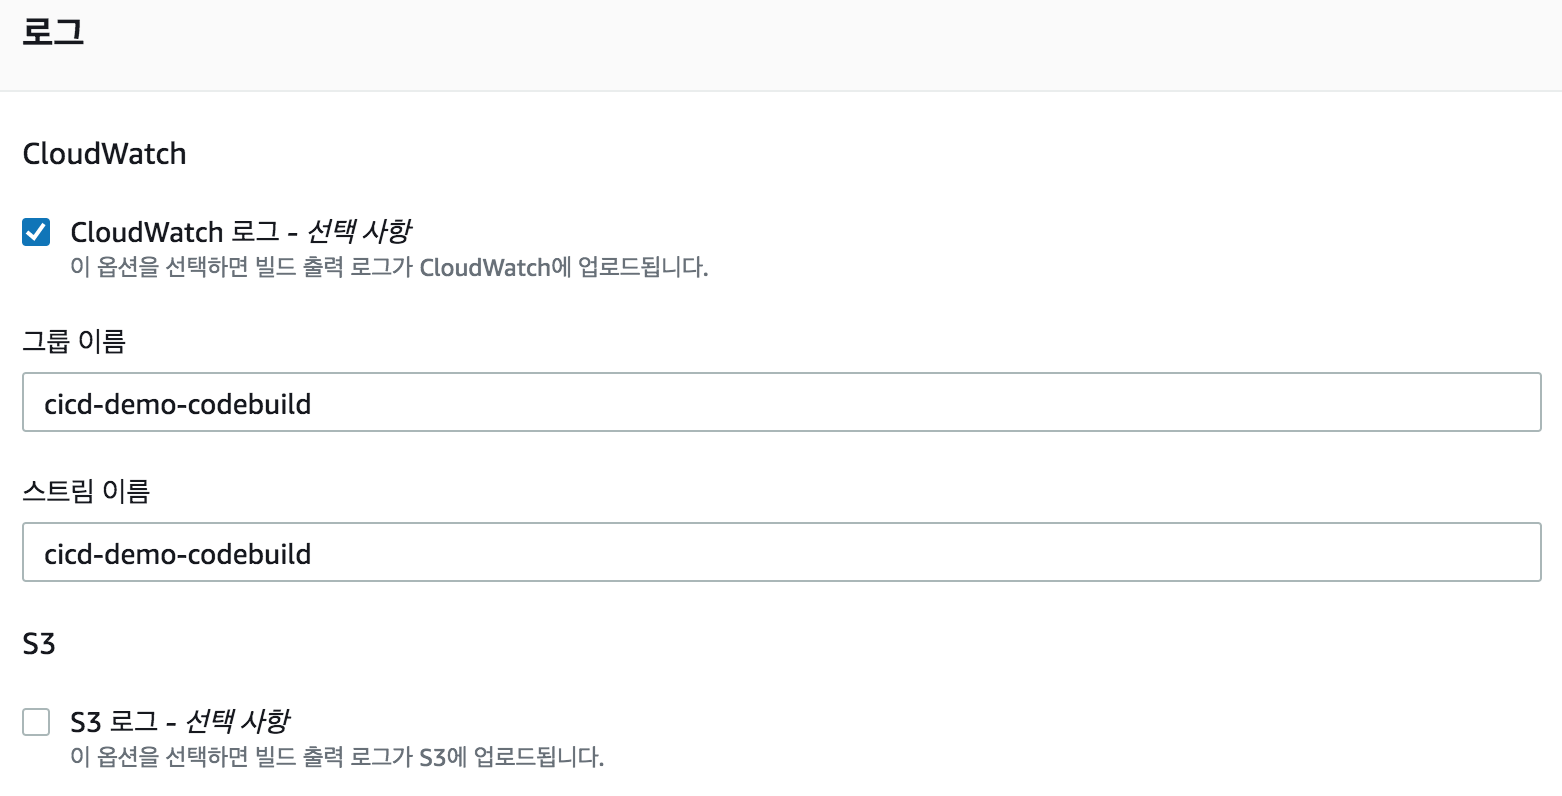 로그
CloudWatch
CloudWatch 로그 - 선택 사항
이 옵션을 선택하면 빌드 출력 로그가 CloudWatch에 업로드됩니다.
그룹 이름
cicd-demo-codebuild
스트림 이름
cicd-demo-codebuild
S3
S3 로그 - 선택 사항
이 옵션을 선택하면 빌드 출력 로그가 S3에 업로드됩니다.